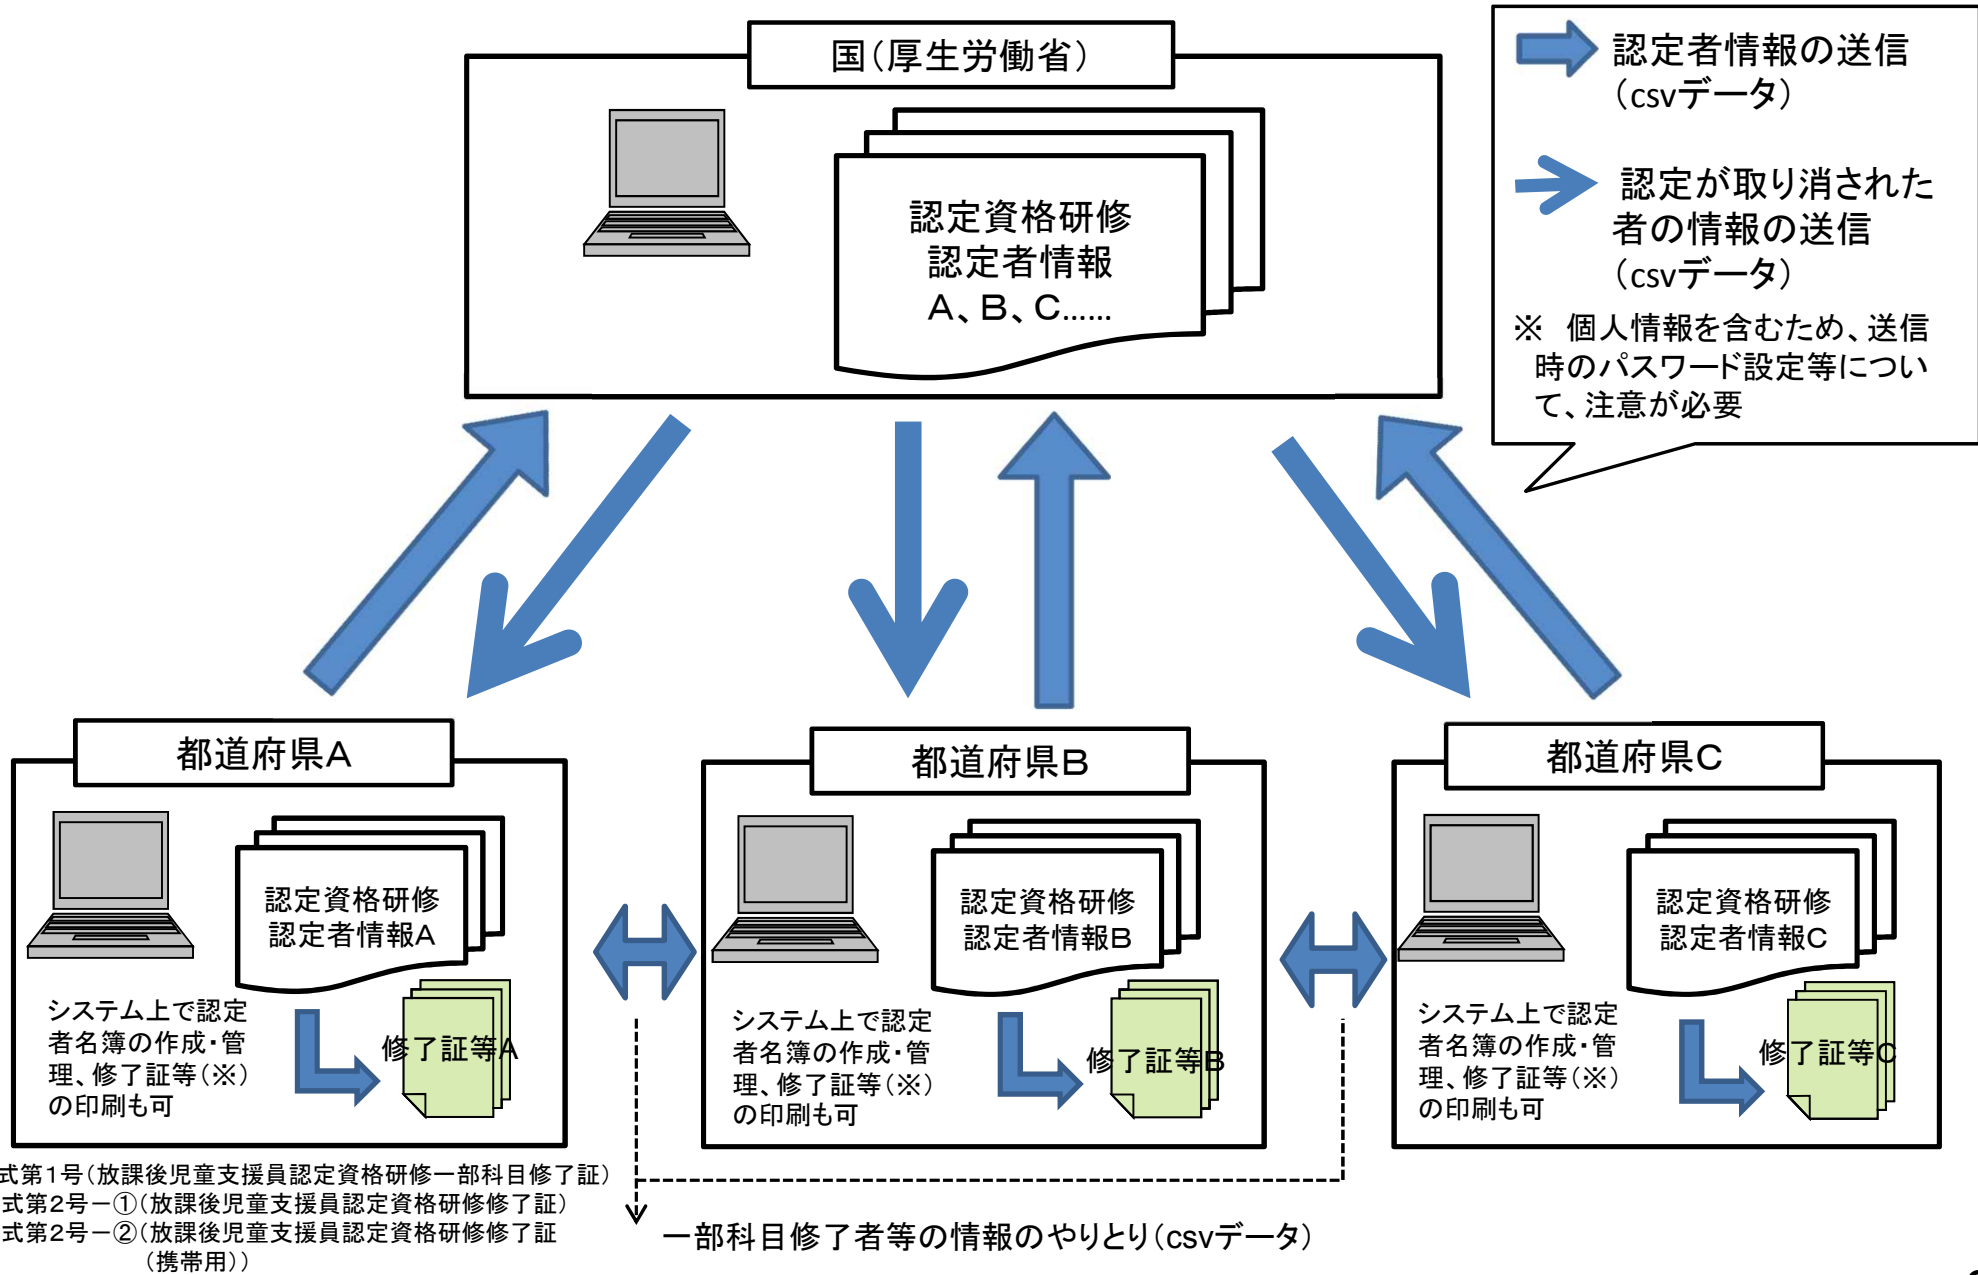 国（厚生労働省）
認定資格研修
認定者情報
Ａ、Ｂ、Ｃ……
認定者情報の送信
（csvデータ）
認定が取り消された
者の情報の送信
（csvデータ）
※　個人情報を含むため、送信
時のパスワード設定等につい
て、注意が必要
都道府県Ａ
認定資格研修
認定者情報Ａ
システム上で認定
者名簿の作成・管
理、修了証等（※）
の印刷も可
修了証等Ａ
都道府県Ｂ
認定資格研修
認定者情報Ｂ
システム上で認定
者名簿の作成・管
理、修了証等（※）
の印刷も可
修了証等Ｂ
都道府県Ｃ
認定資格研修
認定者情報Ｃ
システム上で認定
者名簿の作成・管
理、修了証等（※）
の印刷も可
修了証等Ｃ
式第１号（放課後児童支援員認定資格研修一部科目修了証）
式第２号－①（放課後児童支援員認定資格研修修了証）
式第２号－②（放課後児童支援員認定資格研修修了証
（携帯用））
一部科目修了者等の情報のやりとり（csvデータ）